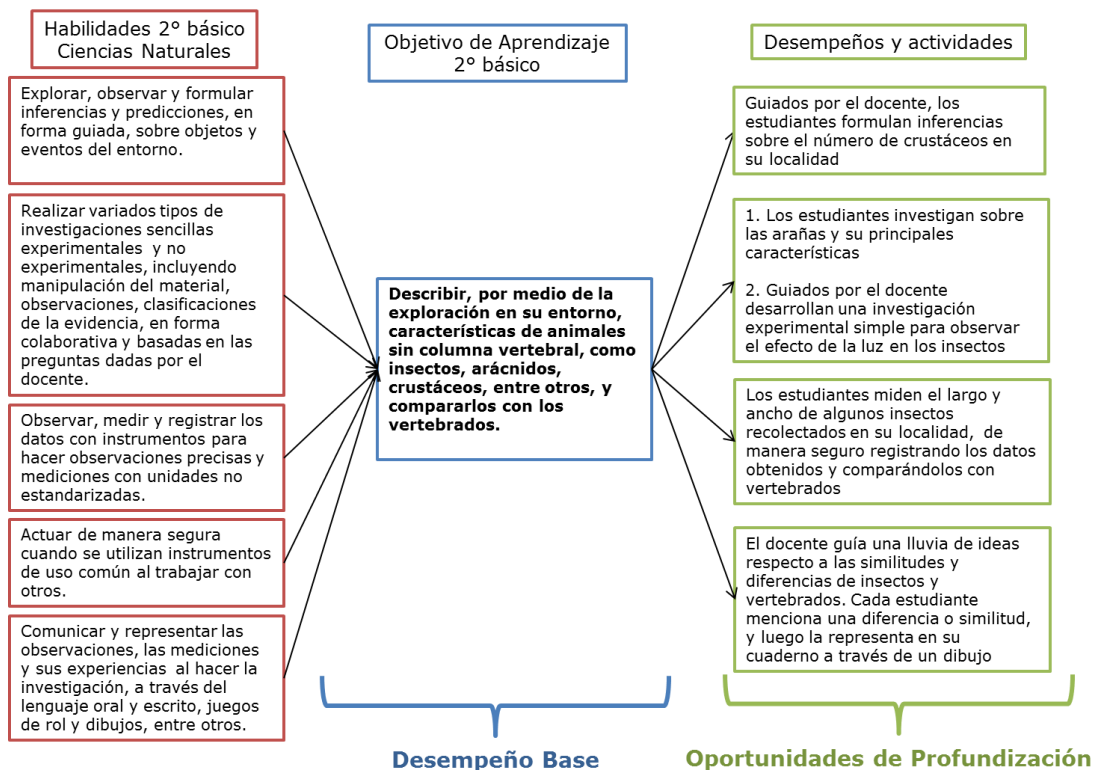 Habilidades 2° básico
Ciencias Naturales
Explorar, observar y formular
inferencias y predicciones, en
forma guiada, sobre objetos y
eventos del entorno.
Realizar variados tipos de
investigaciones sencillas
experimentales y no
experimentales, incluyendo
manipulación del material,
observaciones, clasificaciones
de la evidencia, en forma
colaborativa y basadas en las
preguntas dadas por el
docente.
Observar, medir y registrar los
datos con instrumentos para
hacer observaciones precisas y
mediciones con unidades no
estandarizadas.
Actuar de manera segura
cuando se utilizan instrumentos
de uso común al trabajar con
otros.
Comunicar y representar las
observaciones, las mediciones
y sus experiencias al hacer la
investigación, a través del
lenguaje oral y escrito, juegos
de rol y dibujos, entre otros.
Objetivo de Aprendizaje
2° básico
Describir, por medio de la
exploración en su entorno,
características de animales
sin columna vertebral, como
insectos, arácnidos,
crustáceos, entre otros, y
compararlos con los
vertebrados.
Desempeño Base
Desempeños y actividades
Guiados por el docente, los
estudiantes formulan inferencias
sobre el número de crustáceos en
su localidad
1. Los estudiantes investigan sobre
las arañas y su principales
características
2. Guiados por el docente
desarrollan una investigación
experimental simple para observar
el efecto de la luz en los insectos
Los estudiantes miden el largo y
ancho de algunos insectos
recolectados en su localidad, de
manera seguro registrando los datos
obtenidos y comparándolos con
vertebrados
El docente guía una lluvia de ideas
respecto a las similitudes y
diferencias de insectos y
vertebrados. Cada estudiante
menciona una diferencia o similitud,
y luego la representa en su
cuaderno a través de un dibujo
Oportunidades de Profundización